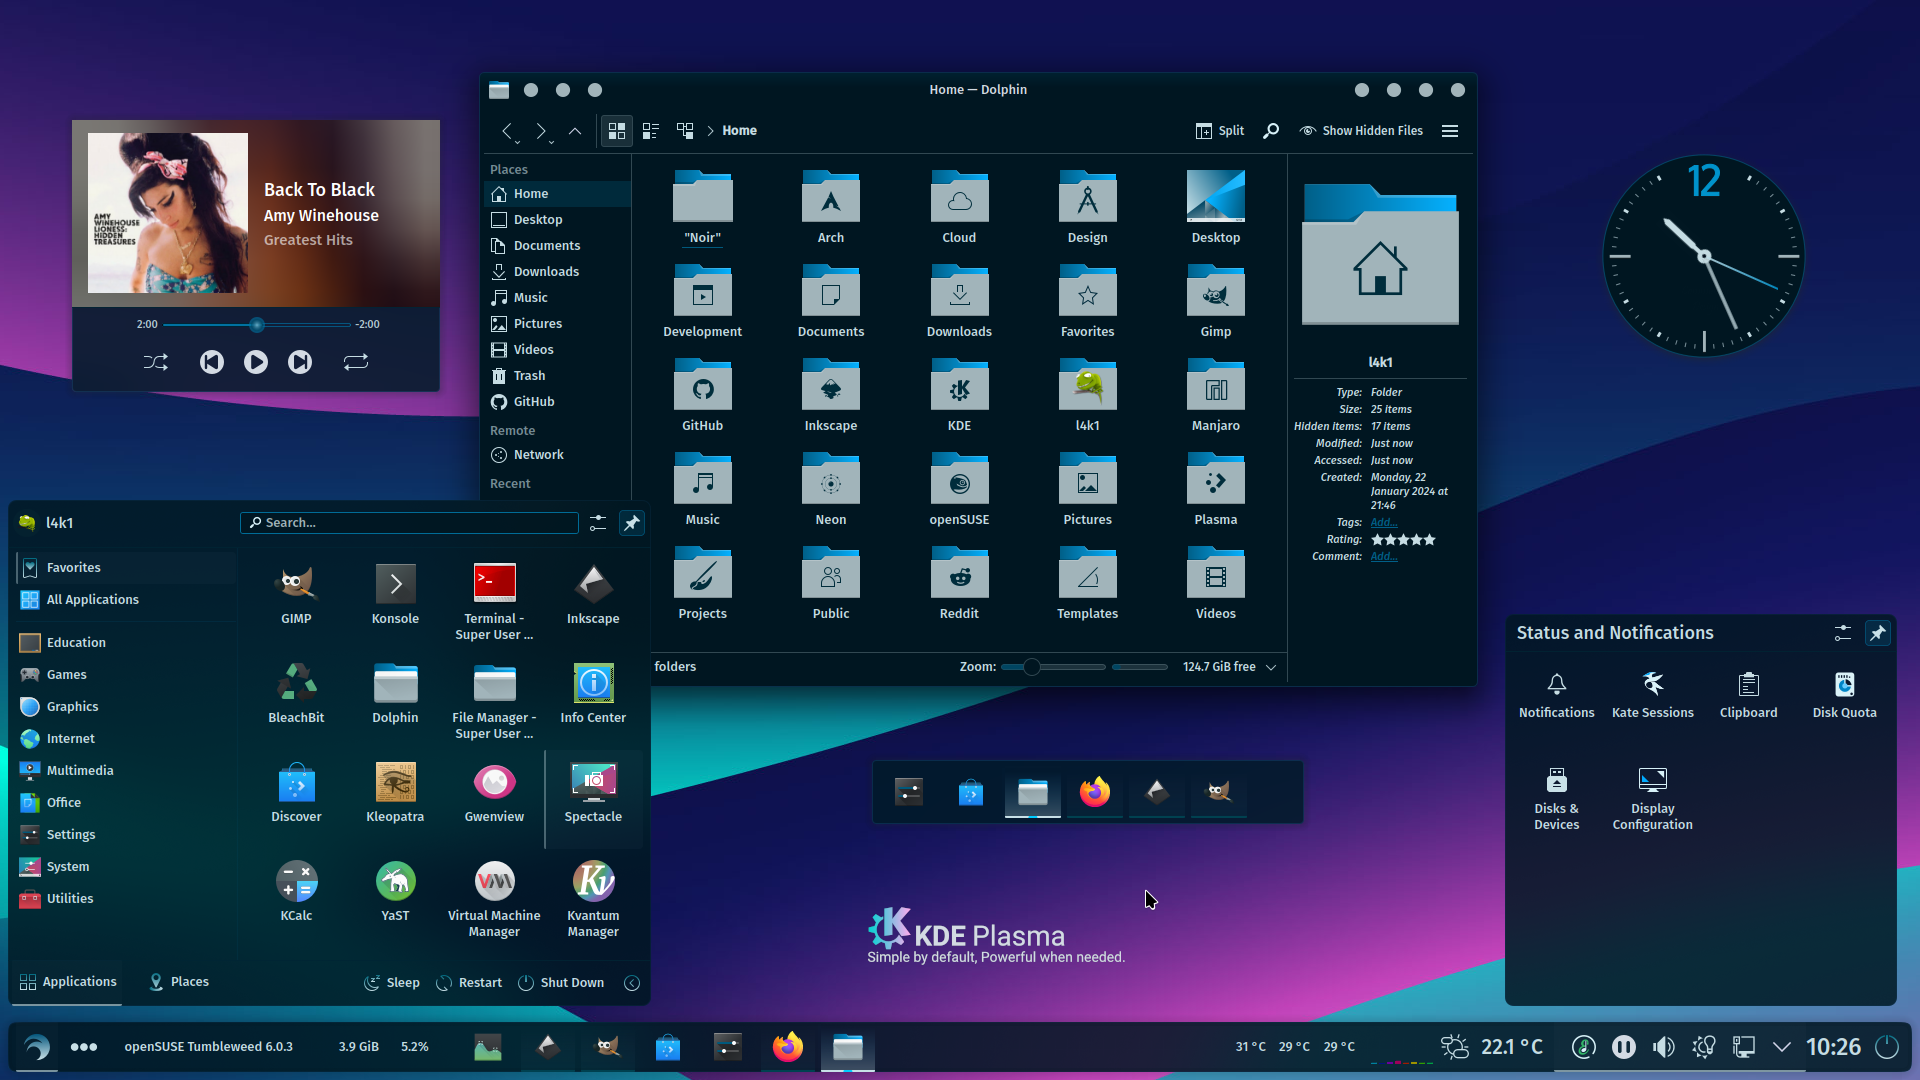 Home — Dolphin
Home
Split
Show Hidden Files
Places
Home
Desktop
Documents
Downloads
Music
Pictures
Videos
Trash
GitHub
Remote
Network
Recent
"Noir"
Arch
Cloud
Design
Desktop
Development
Documents
Downloads
Favorites
Gimp
GitHub
Inkscape
KDE
l4k1
Manjaro
Music
Neon
openSUSE
Pictures
Plasma
Projects
Public
Reddit
Templates
Videos
folders
Zoom:
124.7 GiB free
l4k1
Type: Folder
Size: 25 items
Hidden items: 17 items
Modified: Just now
Accessed: Just now
Created: Monday, 22
January 2024 at
21:46
Tags: Add...
Rating:
Comment: Add...
AMY
WINEHOUSE
LIONESS:
HIDDEN
TREASURES
Back To Black
Amy Winehouse
Greatest Hits
2:00
-2:00
12
l4k1
Search...
Favorites
All Applications
Education
Games
Graphics
Internet
Multimedia
Office
Settings
System
Utilities
GIMP
Konsole
Terminal -
Super User ...
Inkscape
BleachBit
Dolphin
File Manager -
Super User ...
Info Center
Discover
Kleopatra
Gwenview
Spectacle
KCalc
YaST
Virtual Machine
Manager
Kvantum
Manager
Applications
Places
Sleep
Restart
Shut Down
Status and Notifications
Notifications
Kate Sessions
Clipboard
Disk Quota
Disks &
Devices
Display
Configuration
KDE Plasma
Simple by default, Powerful when needed.
openSUSE Tumbleweed 6.0.3
3.9 GiB
5.2%
31 °C
29 °C
29 °C
22.1 °C
10:26